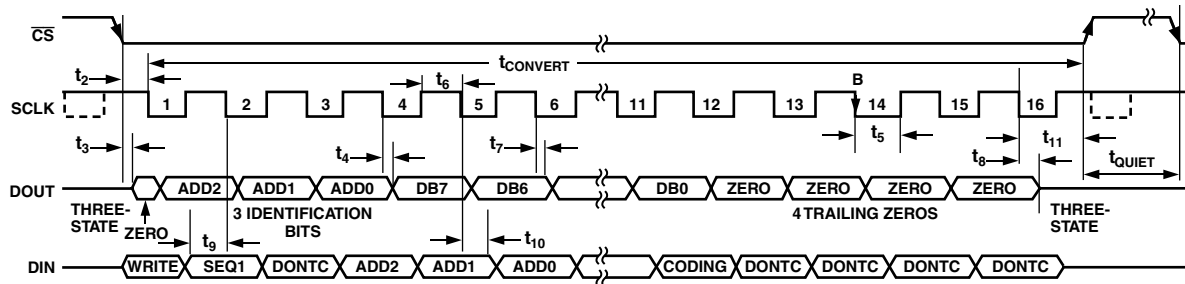 CS
tCONVERT
t2
t6
B
SCLK
1 2 3 4 5 6 11 12 13 14 15 16
t3
t4
t7
t5
t8
t11
tQUIET
DOUT
ADD2 ADD1 ADD0 DB7 DB6 DB0 ZERO ZERO ZERO ZERO
THREE-
STATE
ZERO
3 IDENTIFICATION
BITS
4 TRAILING ZEROS
THREE-
STATE
t9
t10
DIN
WRITE SEQ1 DONTC ADD2 ADD1 ADD0 CODING DONTC DONTC DONTC DONTC